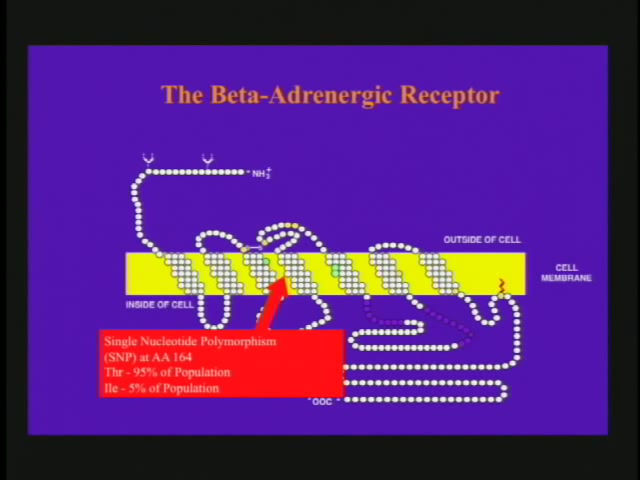 The Beta-Adrenergic Receptor
NH3+
OUTSIDE OF CELL
CELL
MEMBRANE
INSIDE OF CELL
Single Nucleotide Polymorphism
(SNP) at AA 164
Thr - 95% of Population
Ile - 5% of Population
-OOC